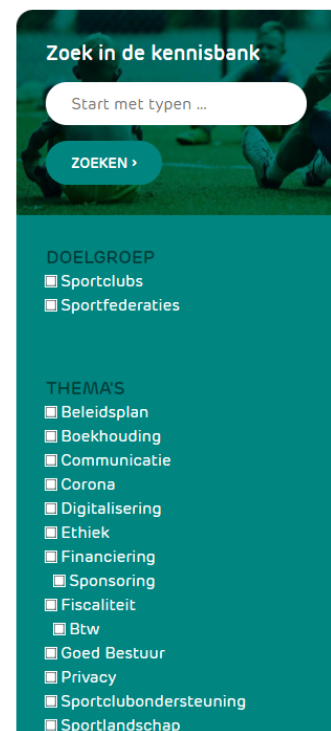 Zoek in de kennisbank
Start met typen ...
ZOEKEN ›
DOELGROEP
Sportclubs
Sportfederaties
THEMA'S
Beleidsplan
Boekhouding
Communicatie
Corona
Digitalisering
Ethiek
Financiering
Sponsoring
Fiscaliteit
Btw
Goed Bestuur
Privacy
Sportclubondersteuning
Sportlandschap